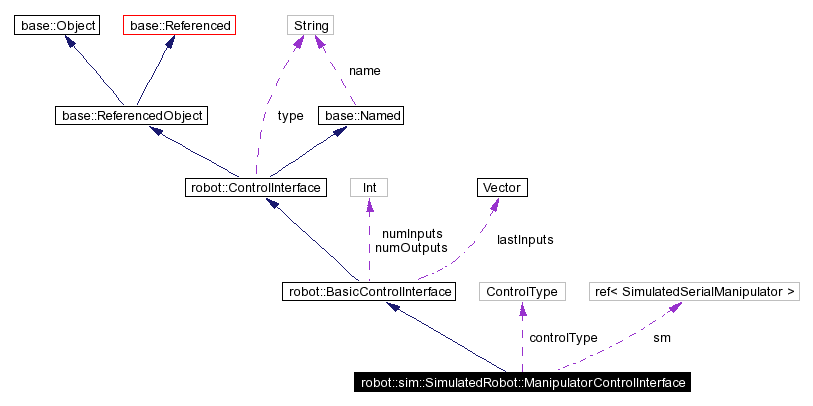 base::Object
base::Referenced
String
name
base::ReferencedObject
type
base::Named
robot::ControlInterface
Int
Vector
numInputs
numOutputs
lastInputs
robot::BasicControlInterface
ControlType
ref< SimulatedSerialManipulator >
controlType
sm
robot::sim::SimulatedRobot::ManipulatorControlInterface